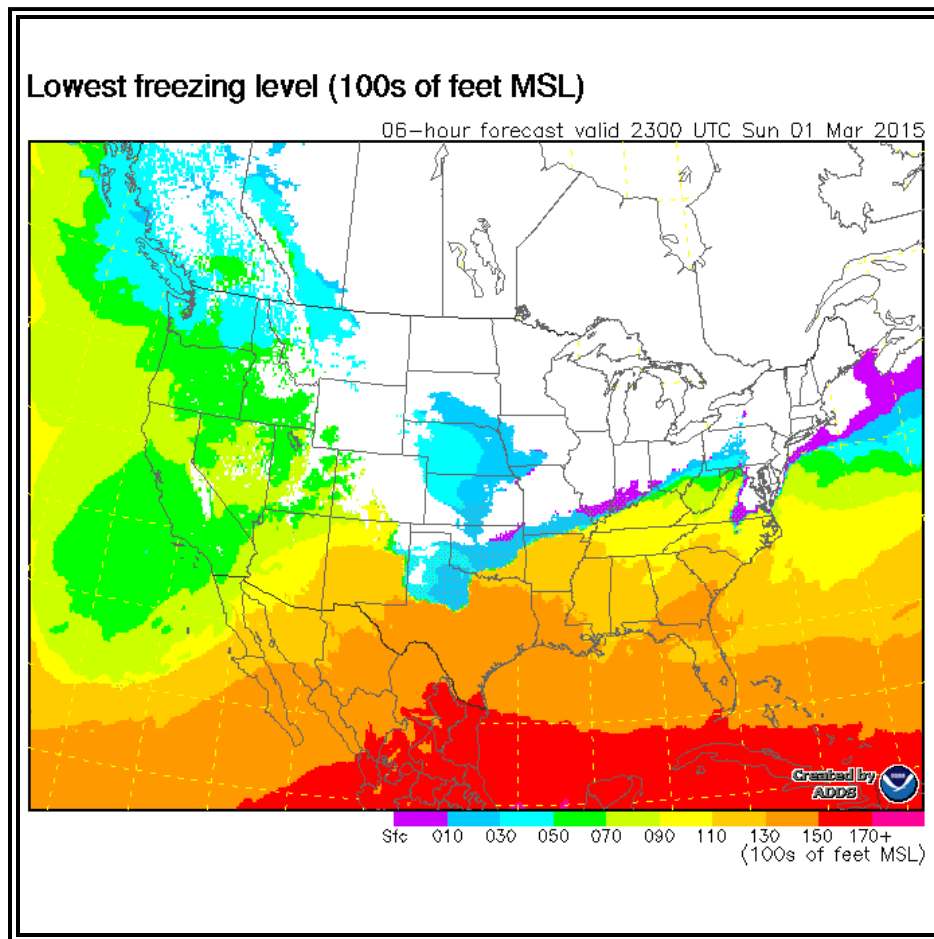 Lowest freezing level (100s of feet MSL)
06-hour forecast valid 2300 UTC Sun 01 Mar 2015
Created by
ADDS
Sfc 010 030 050 070 090 110 130 150 170+
(100s of feet MSL)